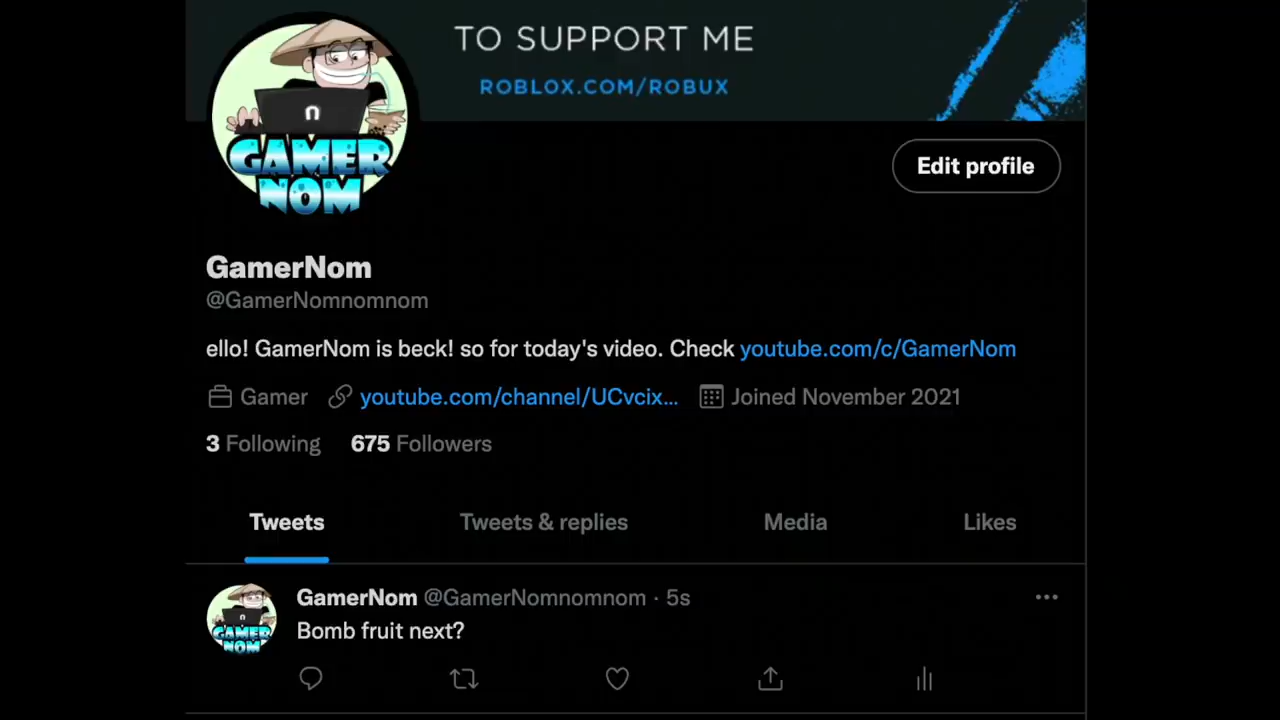 TO SUPPORT ME
ROBLOX.COM/ROBUX
GAMER
NOM
Edit profile
GamerNom
@GamerNomnomnom
ello! GamerNom is beck! so for today's video. Check youtube.com/c/GamerNom
Gamer youtube.com/channel/UCvcix... Joined November 2021
3 Following 675 Followers
Tweets Tweets & replies Media Likes
GamerNom @GamerNomnomnom · 5s
GAMER
NOM
Bomb fruit next?